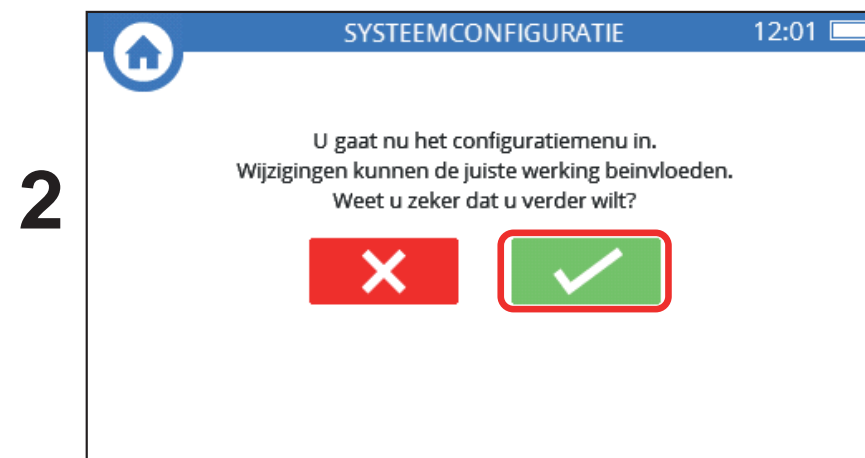 SYSTEEMCONFIGURATIE 12:01
2
U gaat nu het configuratiemenu in.
Wijzigingen kunnen de juiste werking beinvloeden.
Weet u zeker dat u verder wilt?